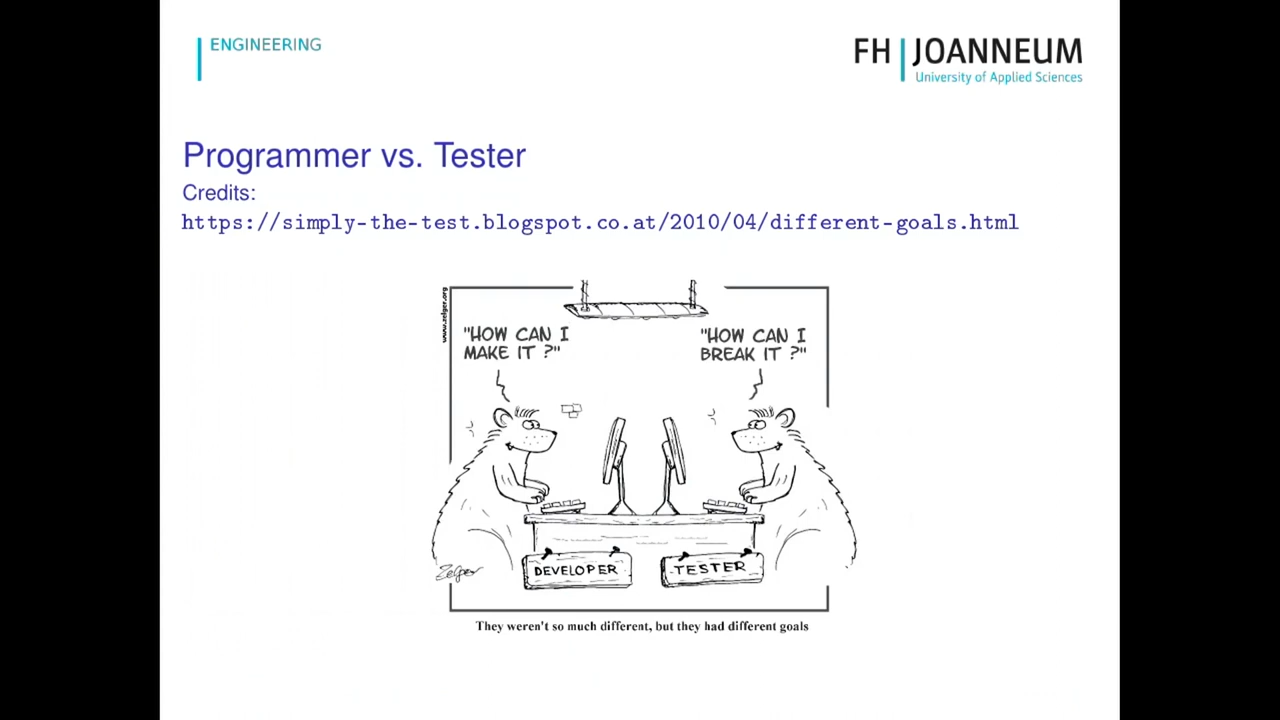 ENGINEERING
FH JOANNEUM
University of Applied Sciences
Programmer vs. Tester
Credits:
https://simply-the-test.blogspot.co.at/2010/04/different-goals.html
www.zelger.org
"HOW CAN I
MAKE IT ?"
"HOW CAN I
BREAK IT ?"
DEVELOPER
TESTER
Zelger
They weren't so much different, but they had different goals